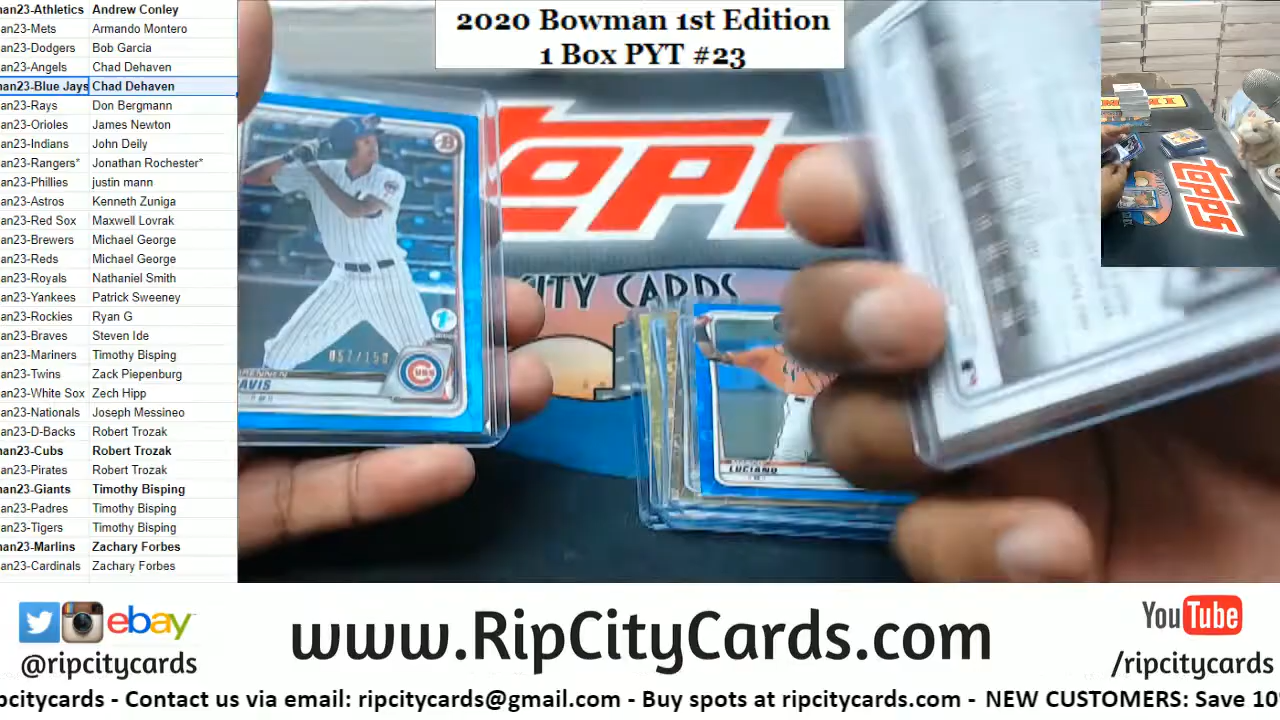 an23-Athletics Andrew Conley
an23-Mets Armando Montero
an23-Dodgers Bob Garcia
an23-Angels Chad Dehaven
an23-Blue Jays Chad Dehaven
an23-Rays Don Bergmann
an23-Orioles James Newton
an23-Indians John Deily
an23-Rangers* Jonathan Rochester*
an23-Phillies justin mann
an23-Astros Kenneth Zuniga
an23-Red Sox Maxwell Lovrak
an23-Brewers Michael George
an23-Reds Michael George
an23-Royals Nathaniel Smith
an23-Yankees Patrick Sweeney
an23-Rockies Ryan G
an23-Braves Steven Ide
an23-Mariners Timothy Bisping
an23-Twins Zack Piepenburg
an23-White Sox Zech Hipp
an23-Nationals Joseph Messineo
an23-D-Backs Robert Trozak
an23-Cubs Robert Trozak
an23-Pirates Robert Trozak
an23-Giants Timothy Bisping
an23-Padres Timothy Bisping
an23-Tigers Timothy Bisping
an23-Marlins Zachary Forbes
an23-Cardinals Zachary Forbes
2020 Bowman 1st Edition
1 Box PYT #23
TOPP
ITY CARDS
B
1st
057/150
CUBS
AVIS
LUCIANO
TOPPS
ebay
@ripcitycards
www.RipCityCards.com
YouTube
/ripcitycards
pcitycards - Contact us via email: ripcitycards@gmail.com - Buy spots at ripcitycards.com - NEW CUSTOMERS: Save 10